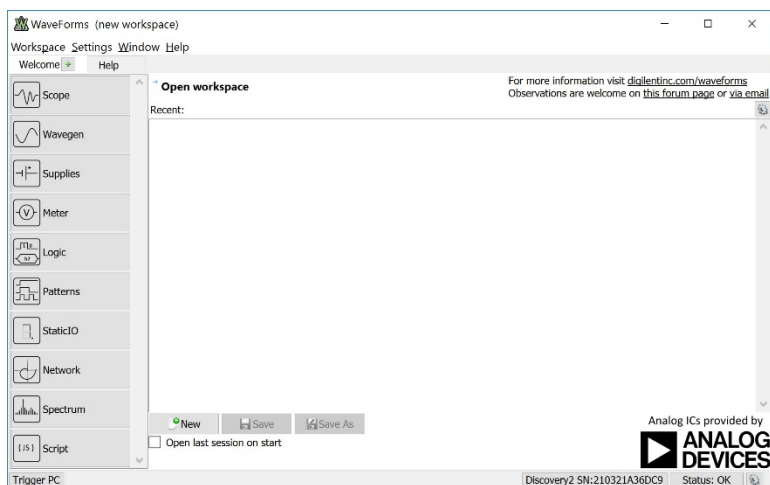 WaveForms (new workspace)
Workspace Settings Window Help
Welcome Help
Scope
Wavegen
Supplies
Meter
Logic
Patterns
StaticIO
Network
Spectrum
Script
Open workspace
For more information visit digilentinc.com/waveforms
Observations are welcome on this forum page or via email
Recent:
New Save Save As
Open last session on start
Analog ICs provided by
ANALOG
DEVICES
Trigger PC
Discovery2 SN:210321A36DC9 Status: OK